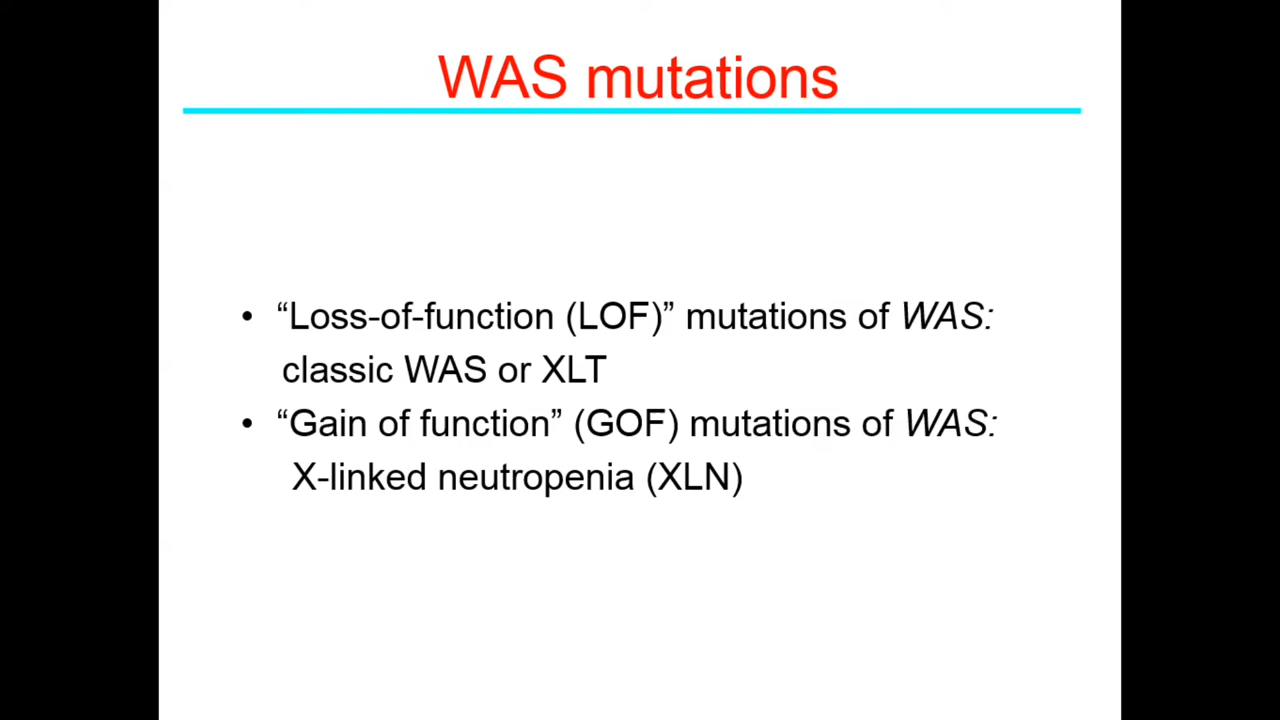 WAS mutations
• “Loss-of-function (LOF)” mutations of WAS:
classic WAS or XLT
• “Gain of function” (GOF) mutations of WAS:
X-linked neutropenia (XLN)